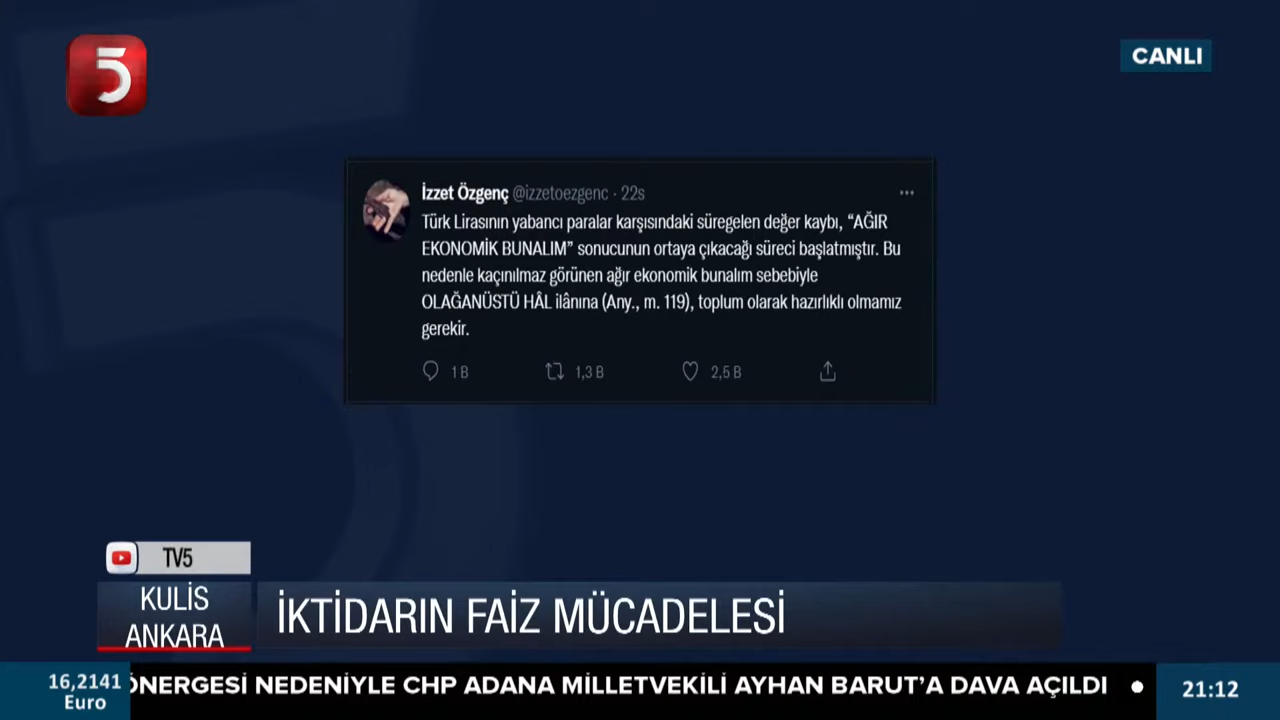 5
CANLI
İzzet Özgenç @izzetoezgenc · 22s
Türk Lirasının yabancı paralar karşısındaki süregelen değer kaybı, “AĞIR
EKONOMİK BUNALIM” sonucunun ortaya çıkacağı süreci başlatmıştır. Bu
nedenle kaçınılmaz görünen ağır ekonomik bunalım sebebiyle
OLAĞANÜSTÜ HÂL ilânına (Any., m. 119), toplum olarak hazırlıklı olmamız
gerekir.
1 B 1,3 B 2,5 B
TV5
KULİS
ANKARA
İKTİDARIN FAİZ MÜCADELESİ
16,2141
Euro
ÖNERGESİ NEDENİYLE CHP ADANA MİLLETVEKİLİ AYHAN BARUT’A DAVA AÇILDI
21:12